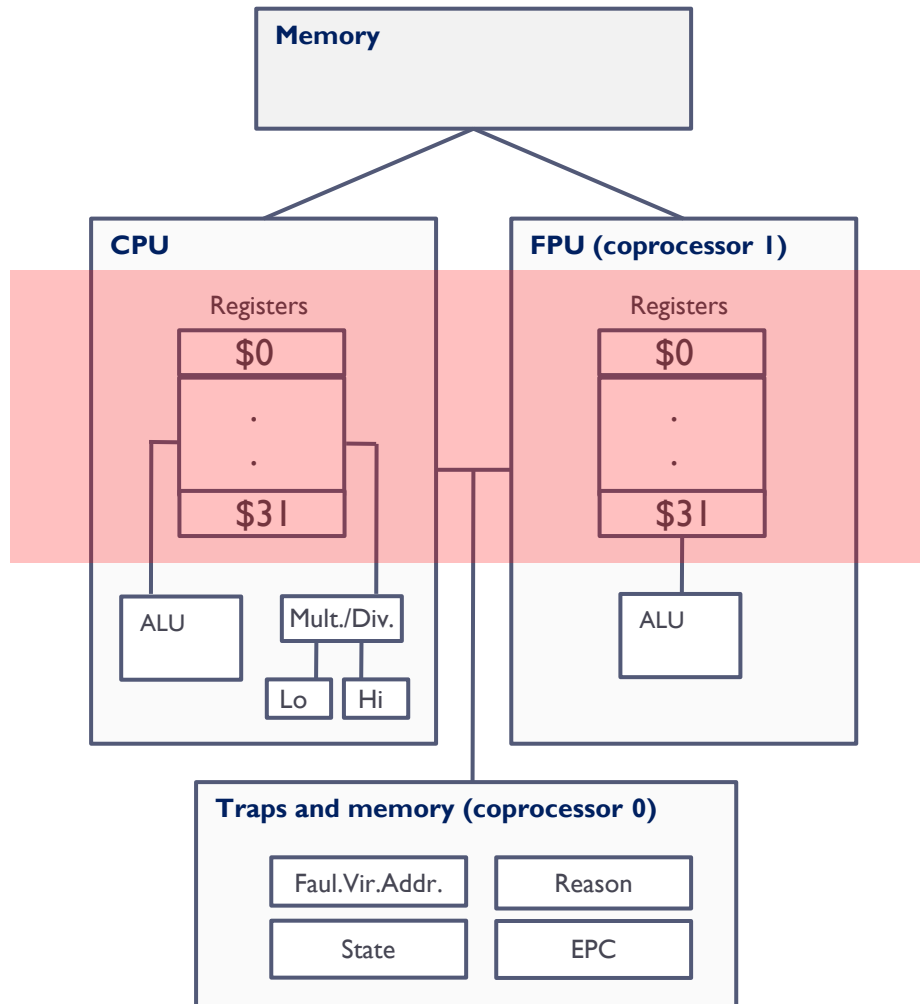 Memory
CPU
Registers
$0
.
.
$31
ALU
Mult./Div.
Lo
Hi
FPU (coprocessor 1)
Registers
$0
.
.
$31
ALU
Traps and memory (coprocessor 0)
Faul.Vir.Addr.
Reason
State
EPC